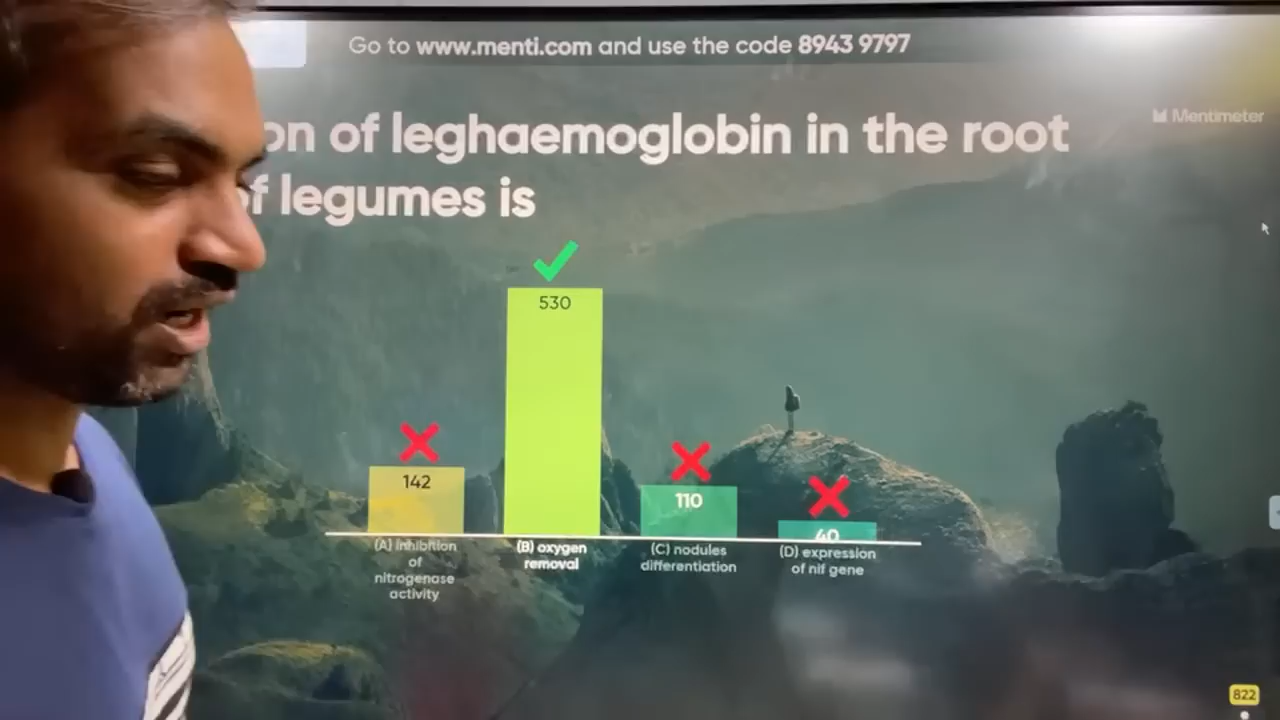 Go to www.menti.com and use the code 8943 9797
Mentimeter
on of leghaemoglobin in the root
of legumes is
530
142
110
40
(A) inhibition
of
nitrogenase
activity
(B) oxygen
removal
(C) nodules
differentiation
(D) expression
of nif gene
822